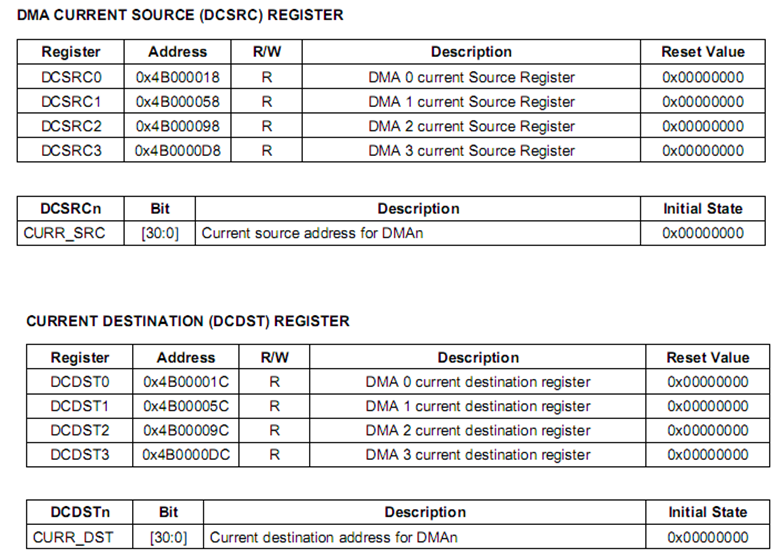 DMA CURRENT SOURCE (DCSRC) REGISTER
Register Address R/W Description Reset Value
DCSRC0 0x4B000018 R DMA 0 current Source Register 0x00000000
DCSRC1 0x4B000058 R DMA 1 current Source Register 0x00000000
DCSRC2 0x4B000098 R DMA 2 current Source Register 0x00000000
DCSRC3 0x4B0000D8 R DMA 3 current Source Register 0x00000000
DCSRCn Bit Description Initial State
CURR_SRC [30:0] Current source address for DMAn 0x00000000
CURRENT DESTINATION (DCDST) REGISTER
Register Address R/W Description Reset Value
DCDST0 0x4B00001C R DMA 0 current destination register 0x00000000
DCDST1 0x4B00005C R DMA 1 current destination register 0x00000000
DCDST2 0x4B00009C R DMA 2 current destination register 0x00000000
DCDST3 0x4B0000DC R DMA 3 current destination register 0x00000000
DCDSTn Bit Description Initial State
CURR_DST [30:0] Current destination address for DMAn 0x00000000